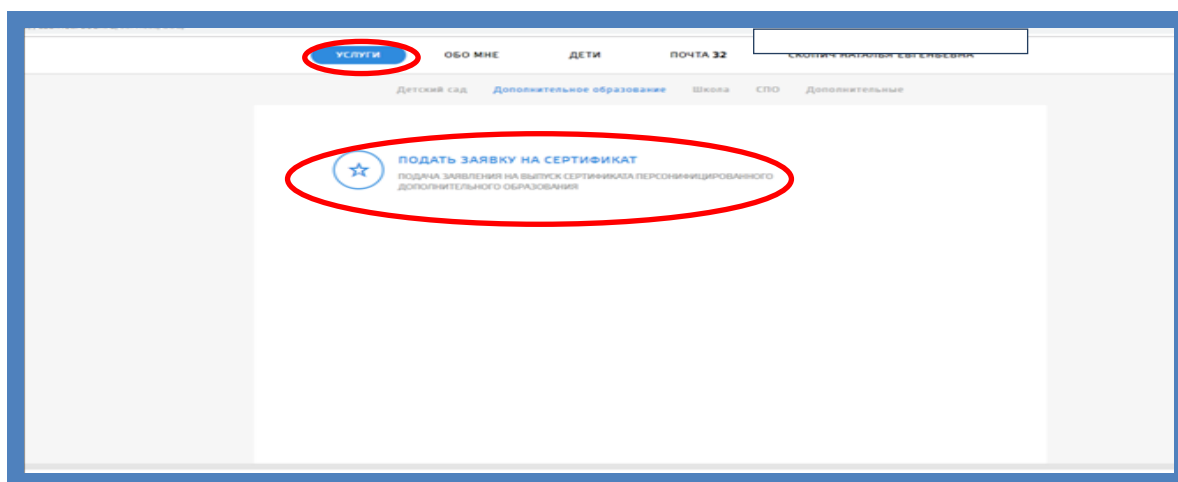 УСЛУГИ ОБО МНЕ ДЕТИ ПОЧТА 32
Детский сад Дополнительное образование Школа СПО Дополнительные
ПОДАТЬ ЗАЯВКУ НА СЕРТИФИКАТ
ПОДАЧА ЗАЯВЛЕНИЯ НА ВЫПУСК СЕРТИФИКАТА ПЕРСОНИФИЦИРОВАННОГО
ДОПОЛНИТЕЛЬНОГО ОБРАЗОВАНИЯ